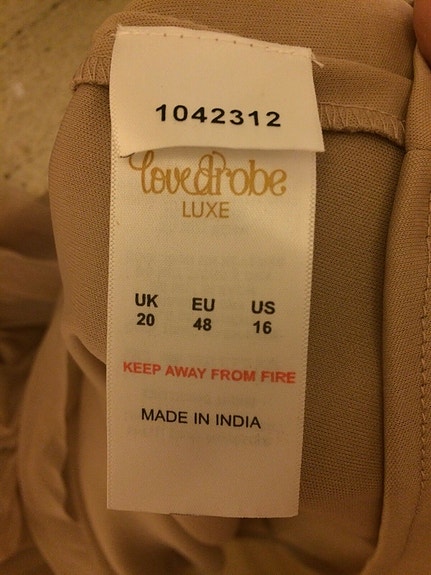 1042312
lovedrobe
LUXE
UK EU US
20 48 16
KEEP AWAY FROM FIRE
MADE IN INDIA